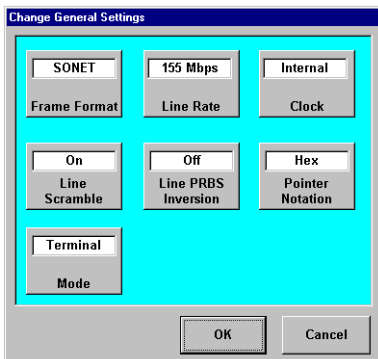 Change General Settings
SONET
Frame Format
155 Mbps
Line Rate
Internal
Clock
On
Line
Scramble
Off
Line PRBS
Inversion
Hex
Pointer
Notation
Terminal
Mode
OK
Cancel